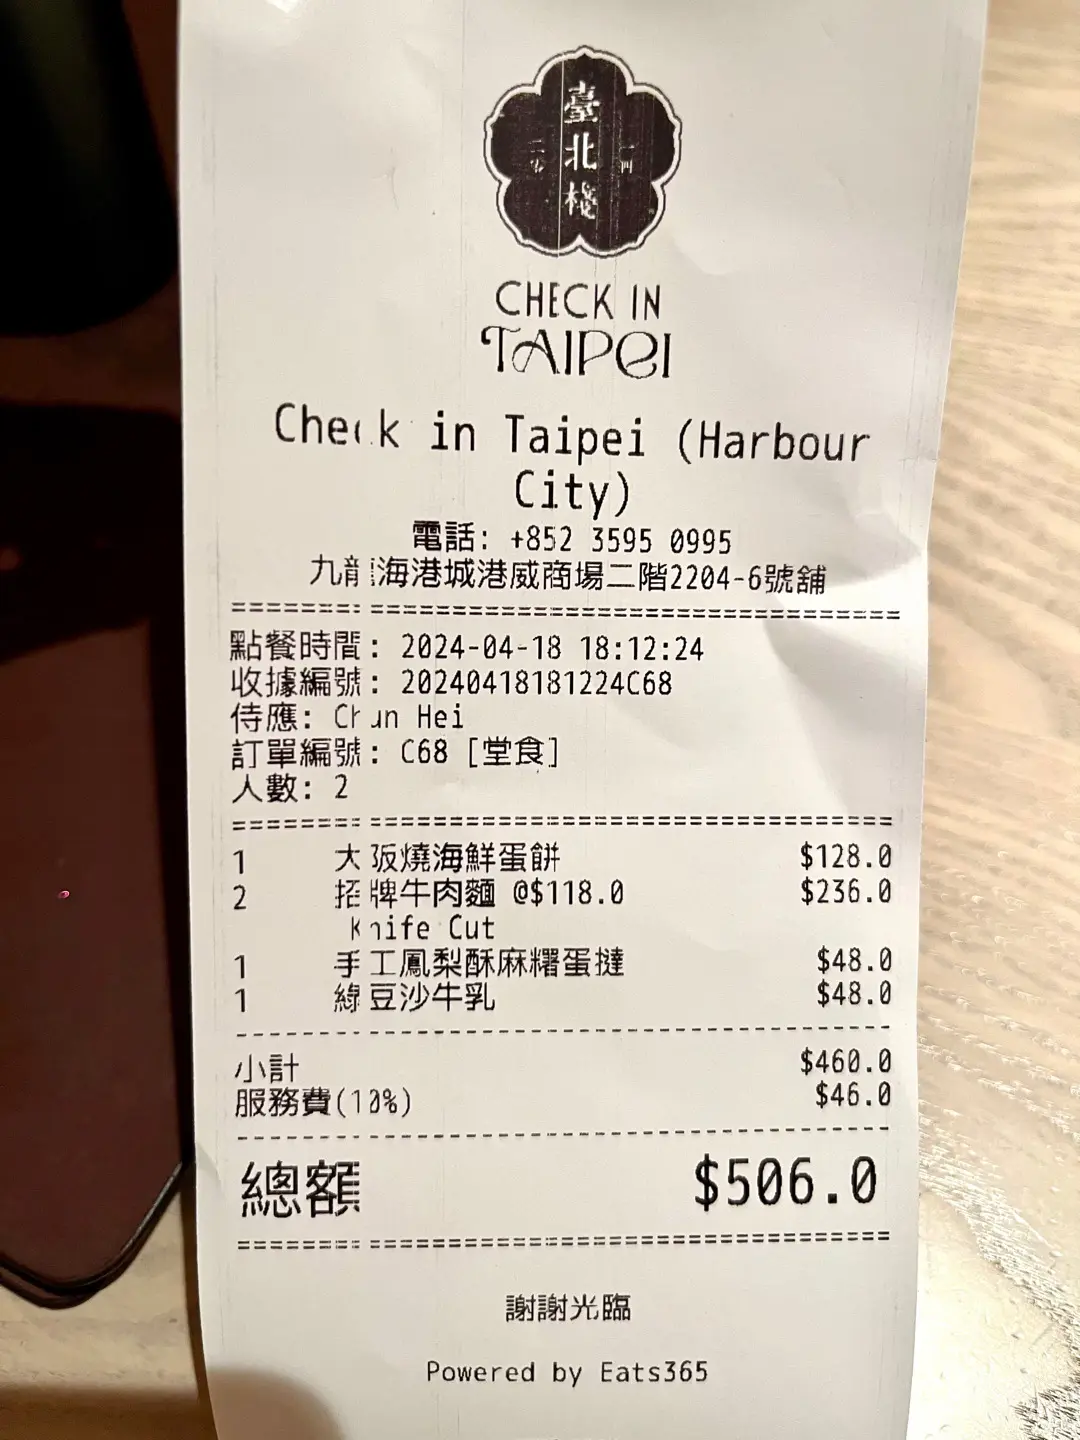 臺北棧
二零
一四
CHECK IN
TAIPEI
Check in Taipei (Harbour
City)
電話: +852 3595 0995
九龍海港城港威商場二階2204-6號舖
========================================
點餐時間: 2024-04-18 18:12:24
收據編號: 20240418181224C68
侍應: Chun Hei
訂單編號: C68 [堂食]
人數: 2
========================================
1 大阪燒海鮮蛋餅 $128.0
2 招牌牛肉麵 @$118.0 $236.0
Knife Cut
1 手工鳳梨酥麻糬蛋撻 $48.0
1 綠豆沙牛乳 $48.0
----------------------------------------
小計 $460.0
服務費(10%) $46.0
----------------------------------------
總額 $506.0
========================================
謝謝光臨
Powered by Eats365